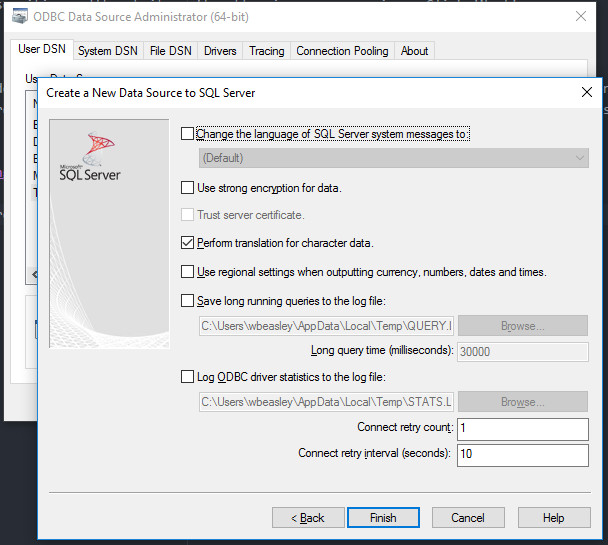 ODBC Data Source Administrator (64-bit)
User DSN System DSN File DSN Drivers Tracing Connection Pooling About
Create a New Data Source to SQL Server
Microsoft
SQL Server
Change the language of SQL Server system messages to:
(Default)
Use strong encryption for data.
Trust server certificate.
Perform translation for character data.
Use regional settings when outputting currency, numbers, dates and times.
Save long running queries to the log file:
C:\Users\wbeasley\AppData\Local\Temp\QUERY.l Browse...
Long query time (milliseconds): 30000
Log ODBC driver statistics to the log file:
C:\Users\wbeasley\AppData\Local\Temp\STATS.L Browse...
Connect retry count: 1
Connect retry interval (seconds): 10
< Back Finish Cancel Help